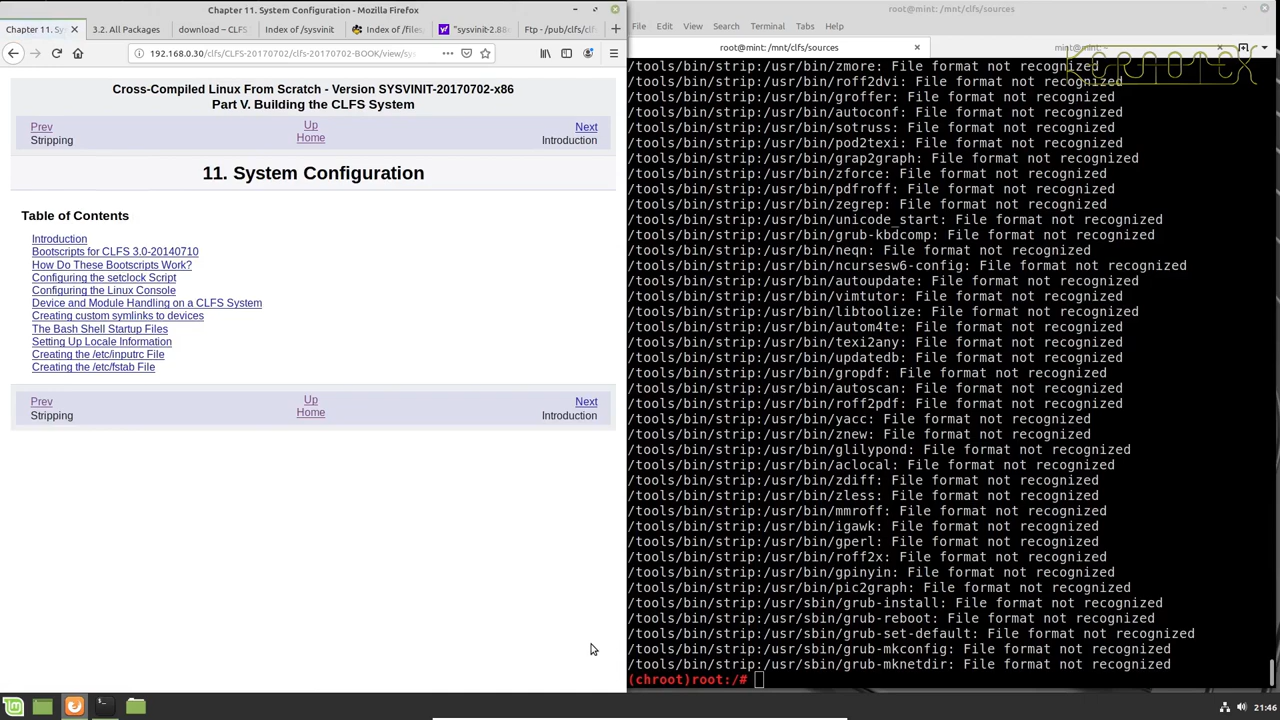 Chapter 11. System Configuration - Mozilla Firefox
Chapter 11. Sys
3.2. All Packages
download – CLFS
Index of /sysvinit
Index of /files
"sysvinit-2.88
Ftp - /pub/clfs/c
192.168.0.30/clfs/CLFS-20170702/clfs-20170702-BOOK/view/sy
Cross-Compiled Linux From Scratch - Version SYSVINIT-20170702-x86
Part V. Building the CLFS System
Prev
Up
Next
Stripping
Home
Introduction
11. System Configuration
Table of Contents
Introduction
Bootscripts for CLFS 3.0-20140710
How Do These Bootscripts Work?
Configuring the setclock Script
Configuring the Linux Console
Device and Module Handling on a CLFS System
Creating custom symlinks to devices
The Bash Shell Startup Files
Setting Up Locale Information
Creating the /etc/inputrc File
Creating the /etc/fstab File
Prev
Up
Next
Stripping
Home
Introduction
root@mint: /mnt/clfs/sources
File Edit View Search Terminal Tabs Help
root@mint: /mnt/clfs/sources
root@mint: ~
/tools/bin/strip:/usr/bin/zmore: File format not recognized
/tools/bin/strip:/usr/bin/roff2dvi: File format not recognized
/tools/bin/strip:/usr/bin/groffer: File format not recognized
/tools/bin/strip:/usr/bin/autoconf: File format not recognized
/tools/bin/strip:/usr/bin/sotruss: File format not recognized
/tools/bin/strip:/usr/bin/pod2texi: File format not recognized
/tools/bin/strip:/usr/bin/grap2graph: File format not recognized
/tools/bin/strip:/usr/bin/zforce: File format not recognized
/tools/bin/strip:/usr/bin/pdfroff: File format not recognized
/tools/bin/strip:/usr/bin/zegrep: File format not recognized
/tools/bin/strip:/usr/bin/unicode_start: File format not recognized
/tools/bin/strip:/usr/bin/grub-kbdcomp: File format not recognized
/tools/bin/strip:/usr/bin/neqn: File format not recognized
/tools/bin/strip:/usr/bin/ncursesw6-config: File format not recognized
/tools/bin/strip:/usr/bin/autoupdate: File format not recognized
/tools/bin/strip:/usr/bin/vimtutor: File format not recognized
/tools/bin/strip:/usr/bin/libtoolize: File format not recognized
/tools/bin/strip:/usr/bin/autom4te: File format not recognized
/tools/bin/strip:/usr/bin/texi2any: File format not recognized
/tools/bin/strip:/usr/bin/updatedb: File format not recognized
/tools/bin/strip:/usr/bin/gropdf: File format not recognized
/tools/bin/strip:/usr/bin/autoscan: File format not recognized
/tools/bin/strip:/usr/bin/roff2pdf: File format not recognized
/tools/bin/strip:/usr/bin/yacc: File format not recognized
/tools/bin/strip:/usr/bin/znew: File format not recognized
/tools/bin/strip:/usr/bin/glilypond: File format not recognized
/tools/bin/strip:/usr/bin/aclocal: File format not recognized
/tools/bin/strip:/usr/bin/zdiff: File format not recognized
/tools/bin/strip:/usr/bin/zless: File format not recognized
/tools/bin/strip:/usr/bin/mmroff: File format not recognized
/tools/bin/strip:/usr/bin/igawk: File format not recognized
/tools/bin/strip:/usr/bin/gperl: File format not recognized
/tools/bin/strip:/usr/bin/roff2x: File format not recognized
/tools/bin/strip:/usr/bin/gpinyin: File format not recognized
/tools/bin/strip:/usr/bin/pic2graph: File format not recognized
/tools/bin/strip:/usr/sbin/grub-install: File format not recognized
/tools/bin/strip:/usr/sbin/grub-reboot: File format not recognized
/tools/bin/strip:/usr/sbin/grub-set-default: File format not recognized
/tools/bin/strip:/usr/sbin/grub-mkconfig: File format not recognized
/tools/bin/strip:/usr/sbin/grub-mknetdir: File format not recognized
(chroot)root:/#
21:46